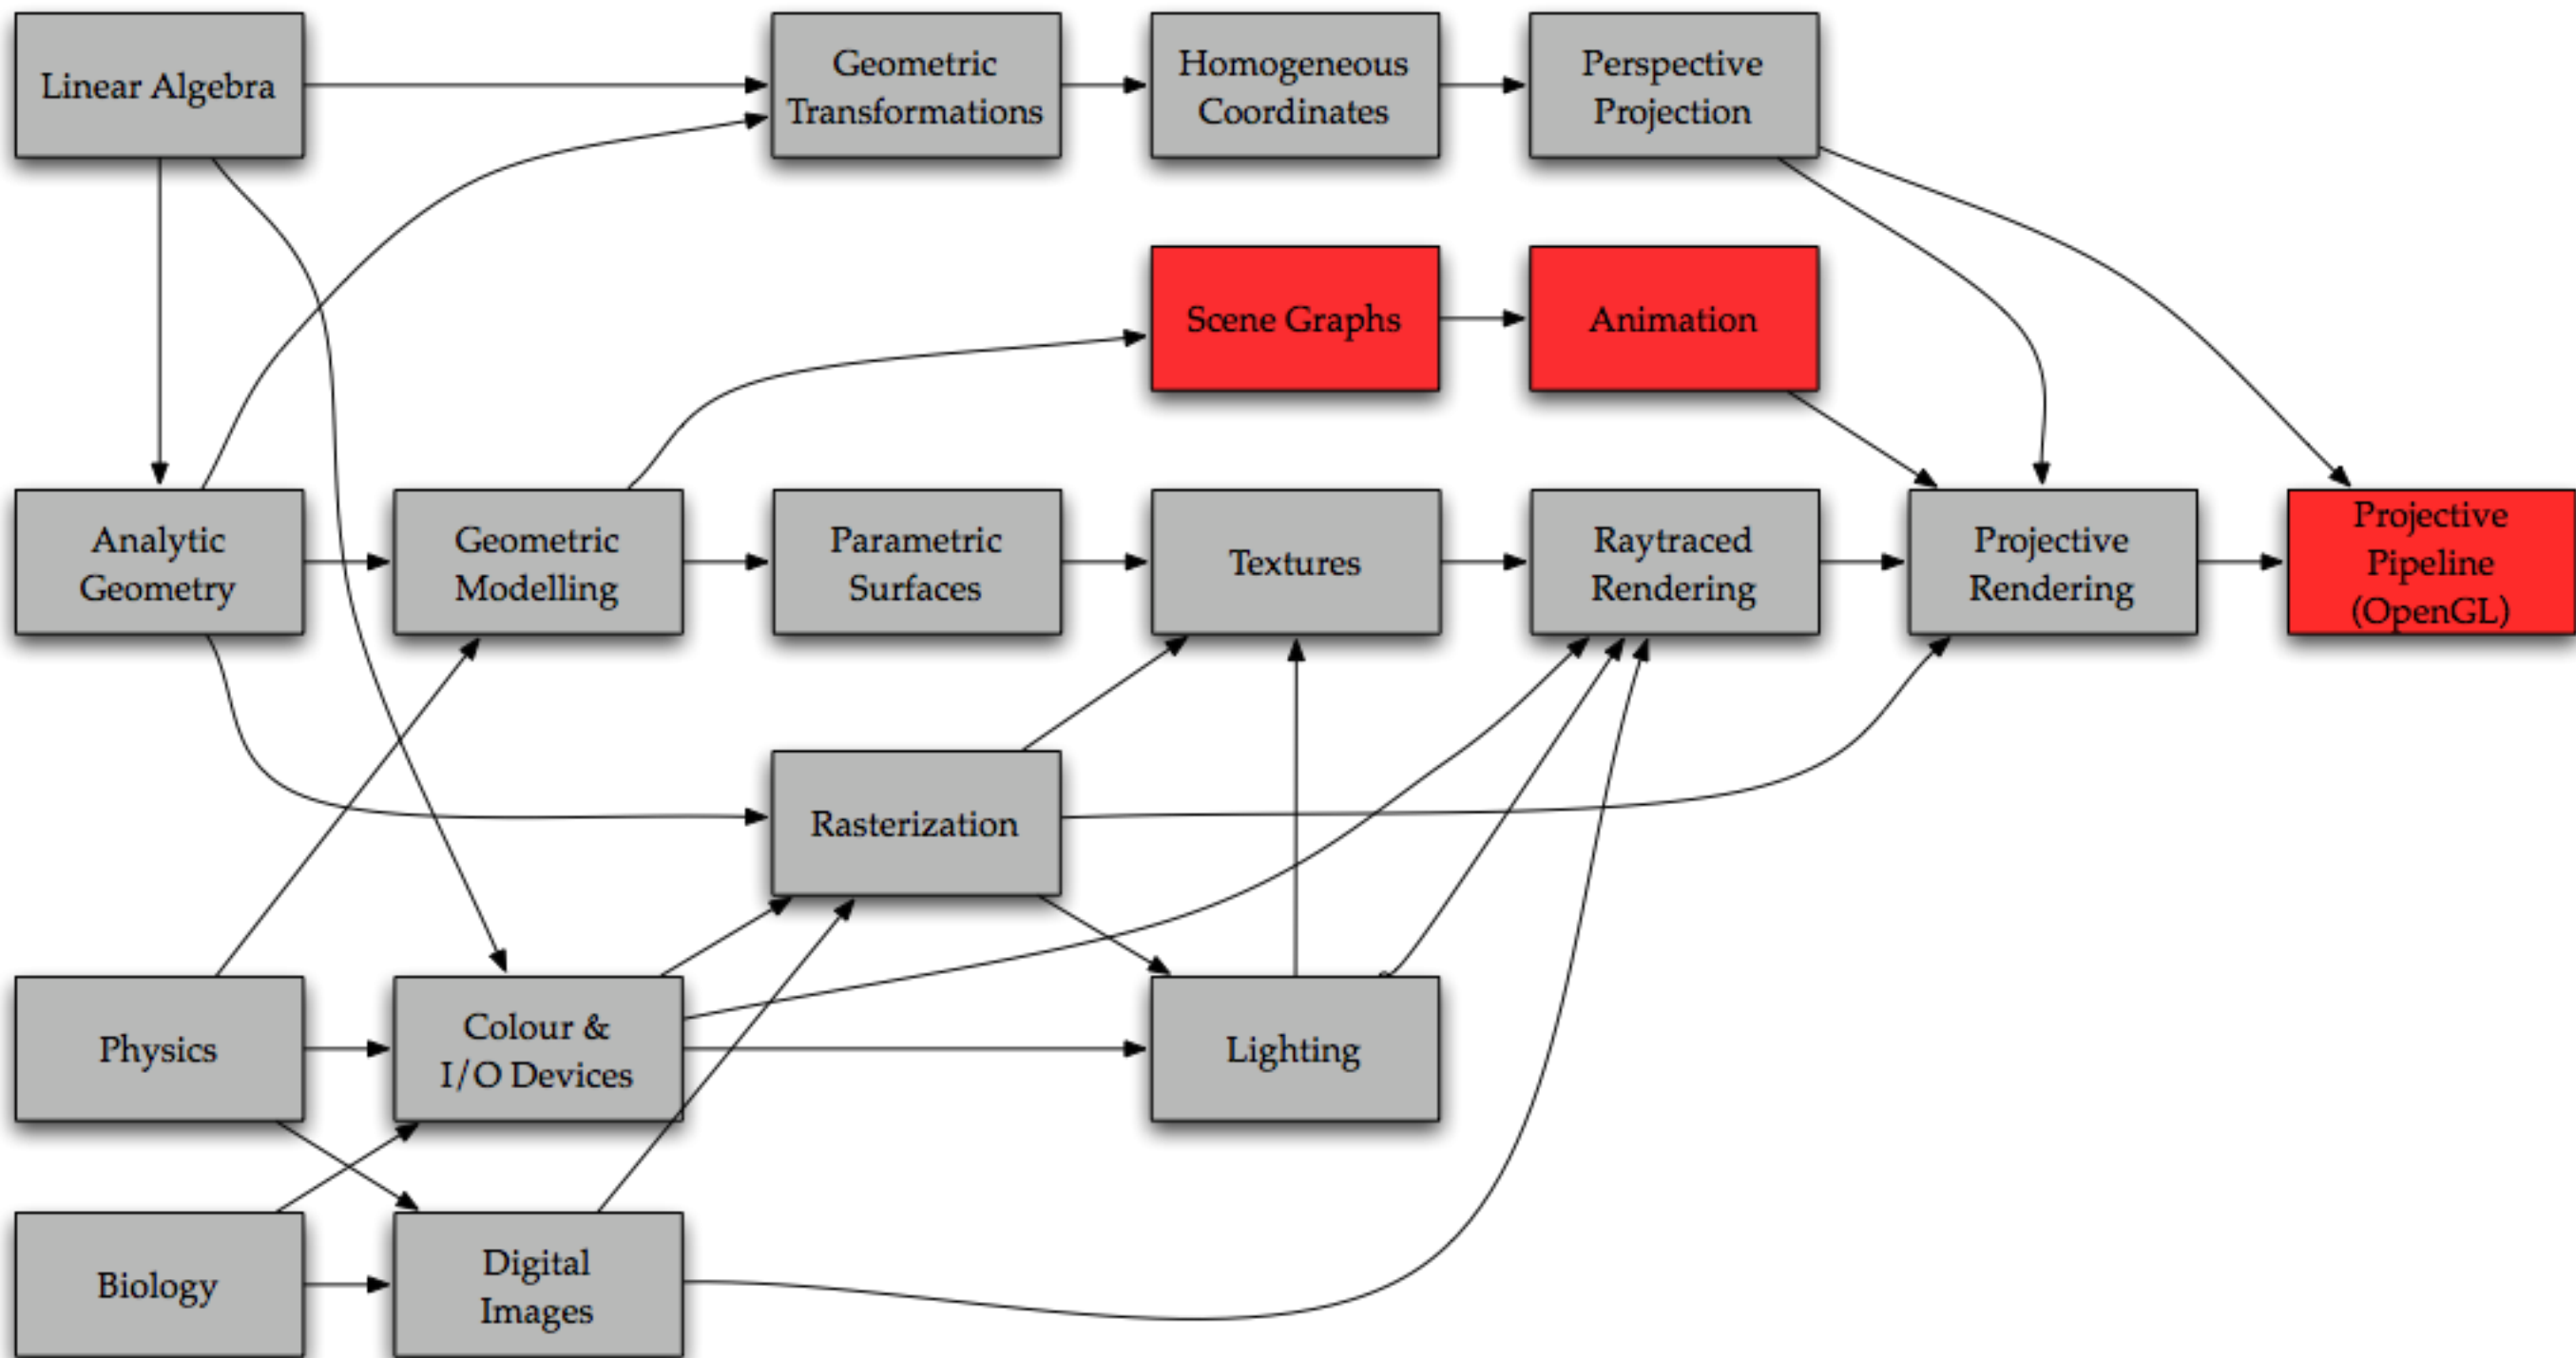 Linear Algebra
Geometric
Transformations
Homogeneous
Coordinates
Perspective
Projection
Scene Graphs
Animation
Analytic
Geometry
Geometric
Modelling
Parametric
Surfaces
Textures
Raytraced
Rendering
Projective
Rendering
Projective
Pipeline
(OpenGL)
Rasterization
Physics
Colour &
I/O Devices
Lighting
Biology
Digital
Images